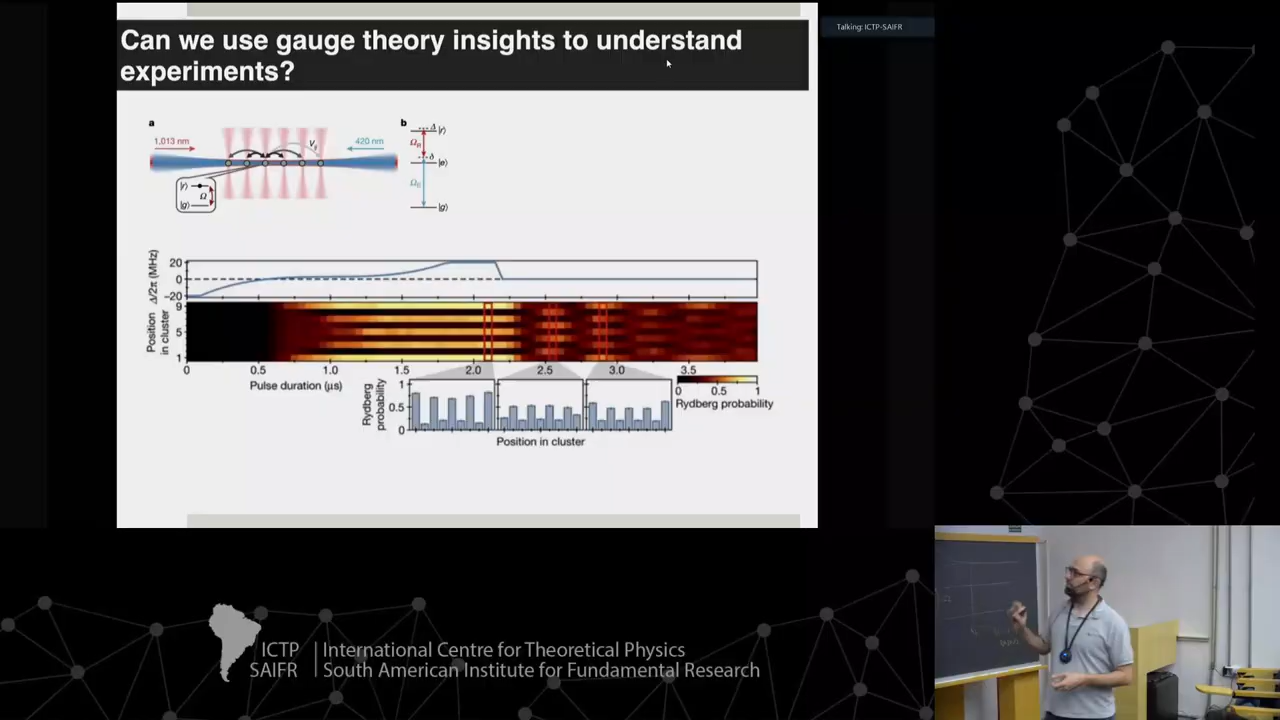 Can we use gauge theory insights to understand
experiments?
Talking: ICTP-SAIFR
a
1,013 nm
420 nm
|r⟩
Ω
|g⟩
b
Δ
|r⟩
δ
|e⟩
|g⟩
Δ/2π (MHz)
20
0
−20
Position
in cluster
9
5
1
0 0.5 1.0 1.5 2.0 2.5 3.0 3.5
Pulse duration (μs)
Rydberg
probability
1
0.5
0
Position in cluster
0 0.5 1
Rydberg probability
ICTP
SAIFR
International Centre for Theoretical Physics
South American Institute for Fundamental Research